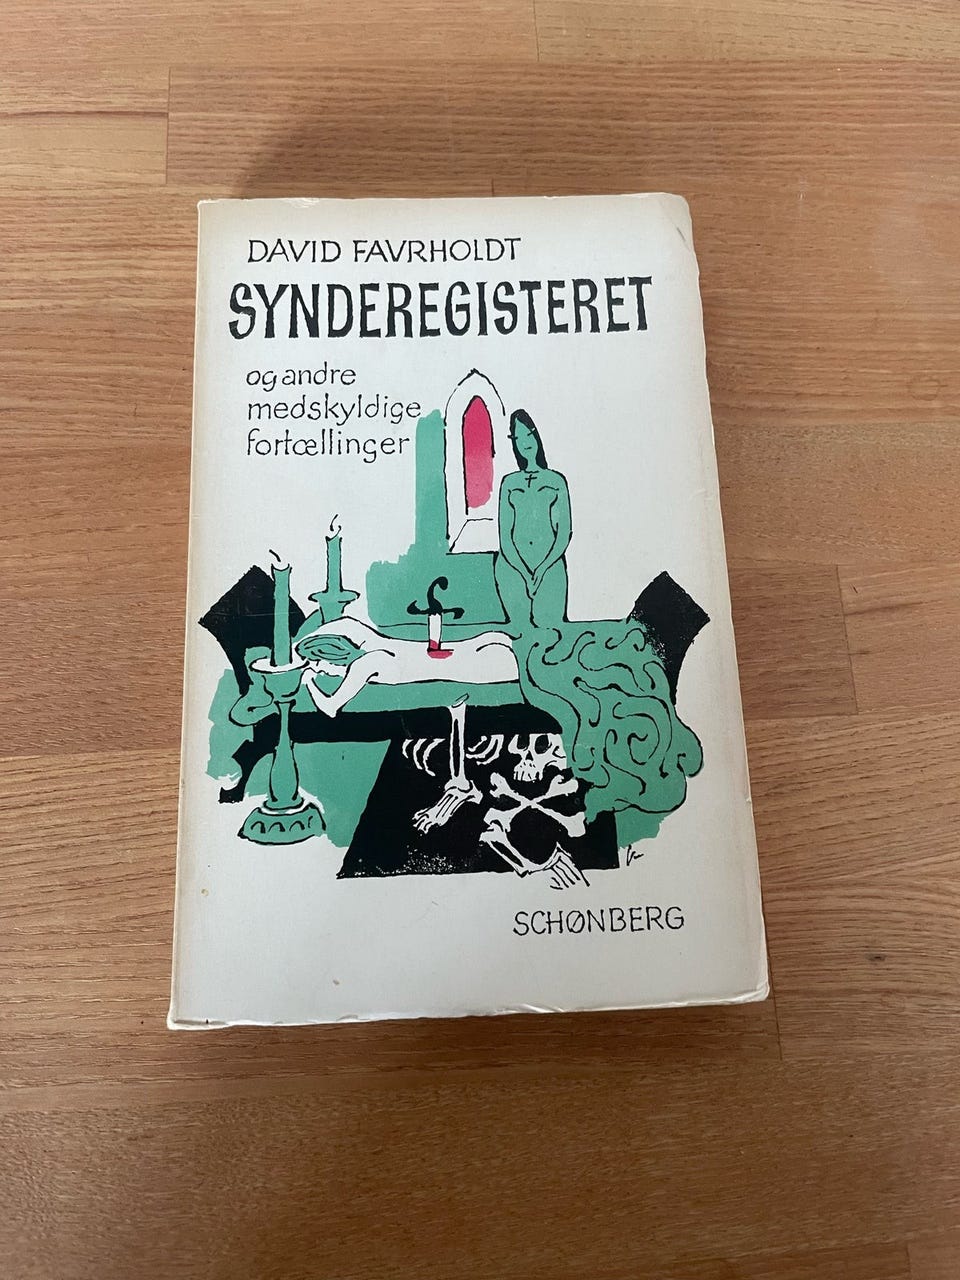 DAVID FAVRHOLDT
SYNDEREGISTERET
og andre
medskyldige
fortællinger
SCHØNBERG